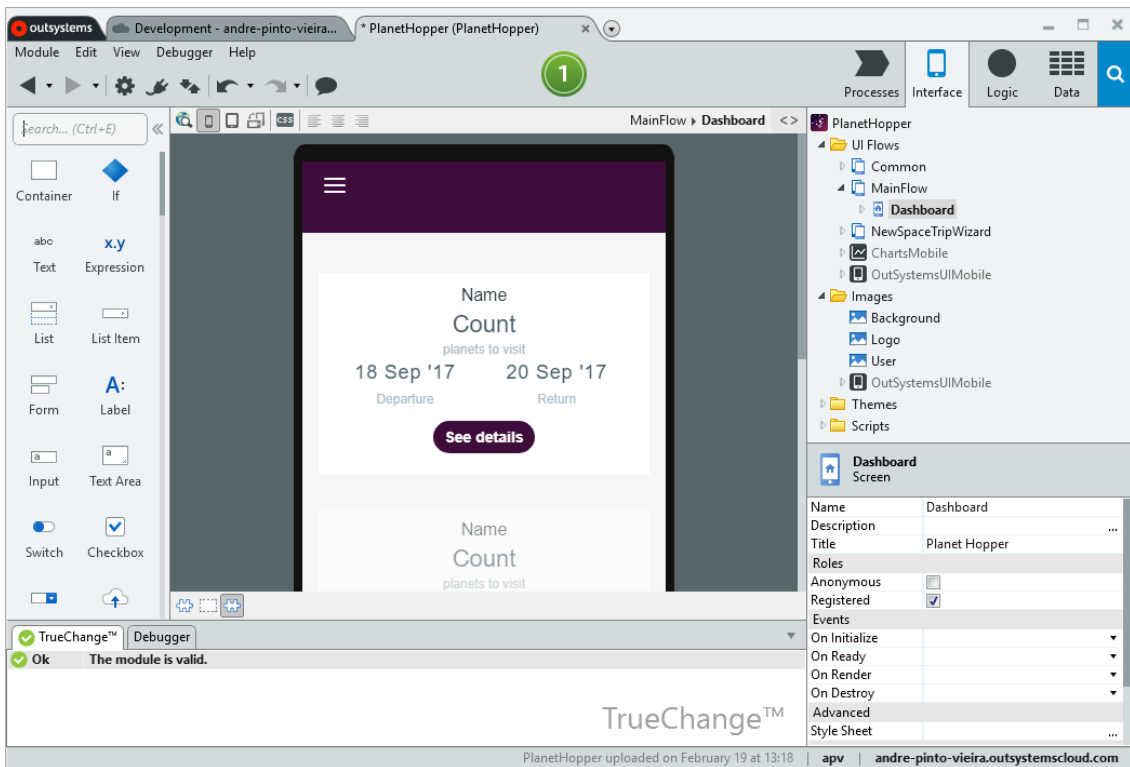 outsystems
Development - andre-pinto-vieira...
* PlanetHopper (PlanetHopper)
Module Edit View Debugger Help
1
Processes Interface Logic Data
Search... (Ctrl+E)
Container If
abc x.y
Text Expression
List List Item
A:
Form Label
a a
Input Text Area
Switch Checkbox
CSS
MainFlow Dashboard <>
Name
Count
planets to visit
18 Sep '17 20 Sep '17
Departure Return
See details
Name
Count
planets to visit
PlanetHopper
UI Flows
Common
MainFlow
Dashboard
NewSpaceTripWizard
ChartsMobile
OutSystemsUIMobile
Images
Background
Logo
User
OutSystemsUIMobile
Themes
Scripts
Dashboard
Screen
Name Dashboard
Description ...
Title Planet Hopper
Roles
Anonymous
Registered
Events
On Initialize
On Ready
On Render
On Destroy
Advanced
Style Sheet ...
TrueChange™ Debugger
Ok The module is valid.
TrueChange™
PlanetHopper uploaded on February 19 at 13:18 | apv | andre-pinto-vieira.outsystemscloud.com